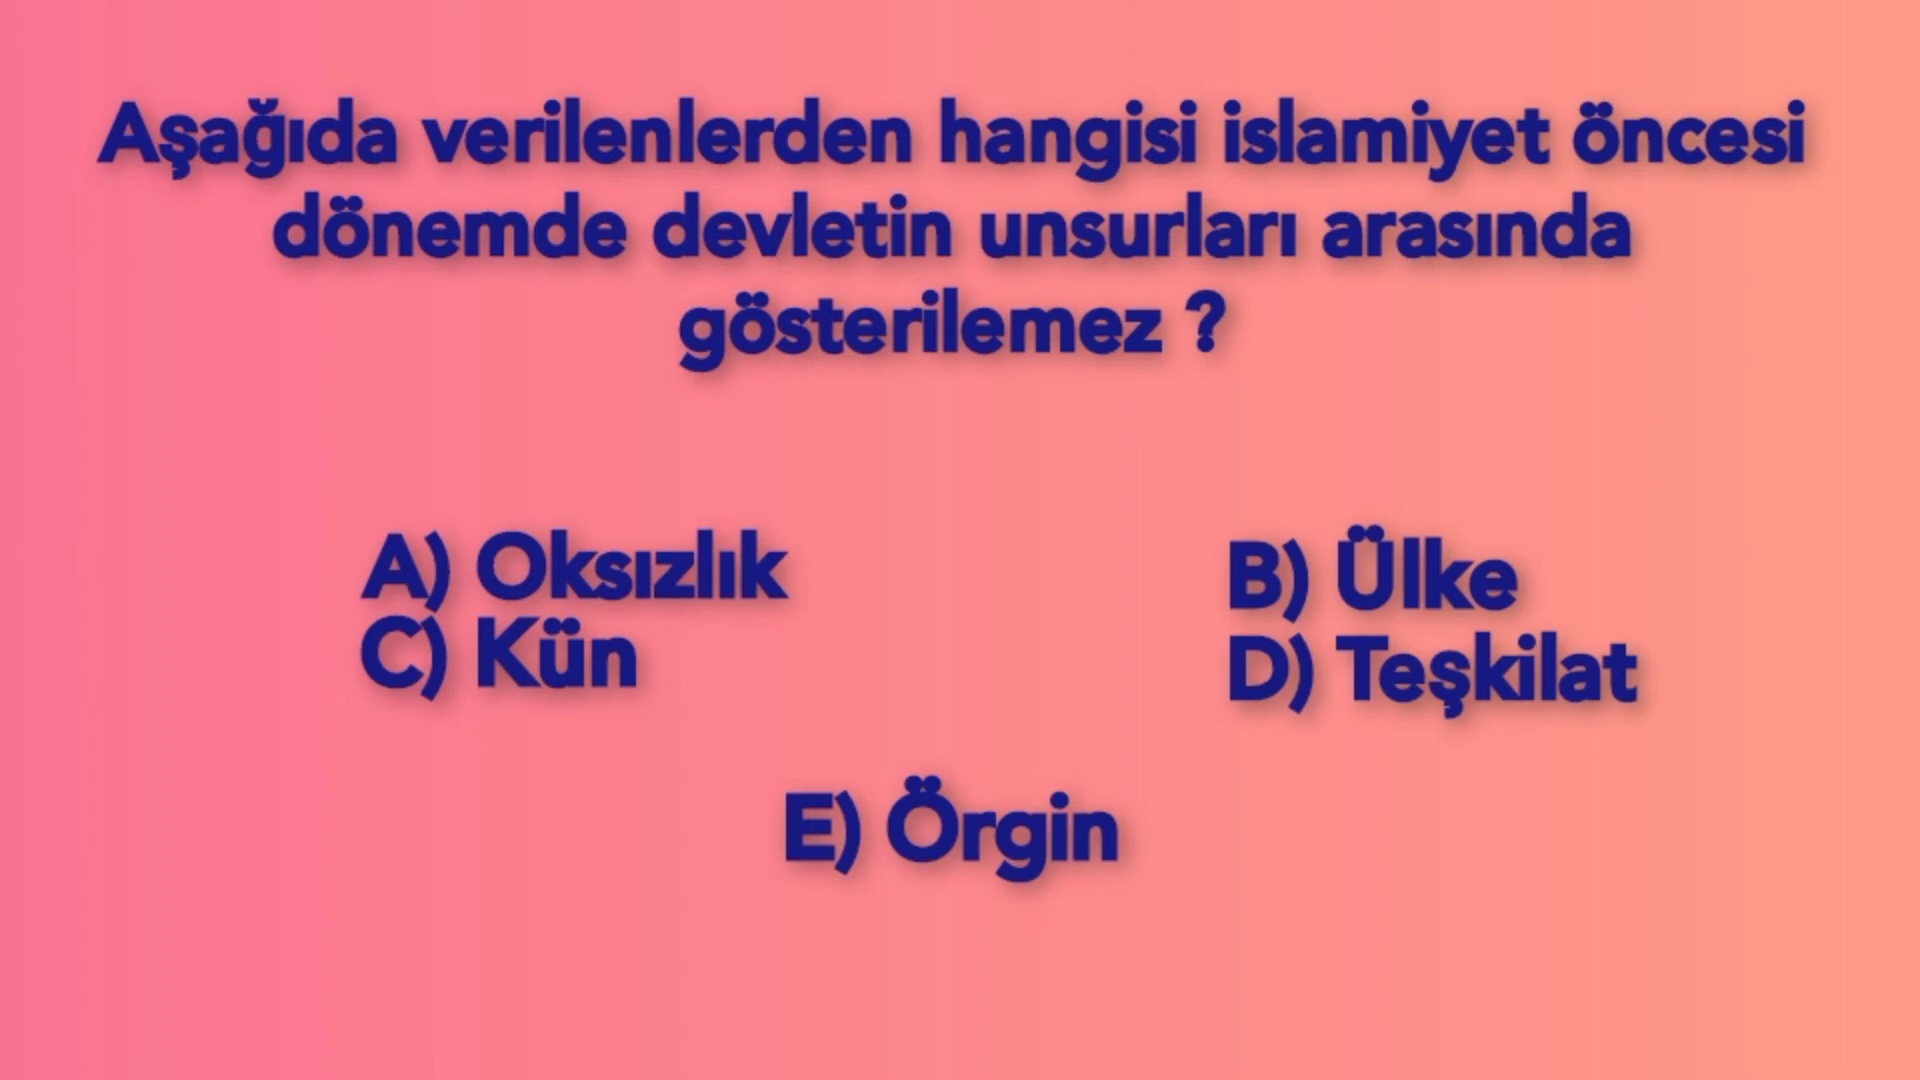 Aşağıda verilenlerden hangisi islamiyet öncesi
dönemde devletin unsurları arasında
gösterilemez ?
A) Oksızlık
B) Ülke
C) Kün
D) Teşkilat
E) Örgin